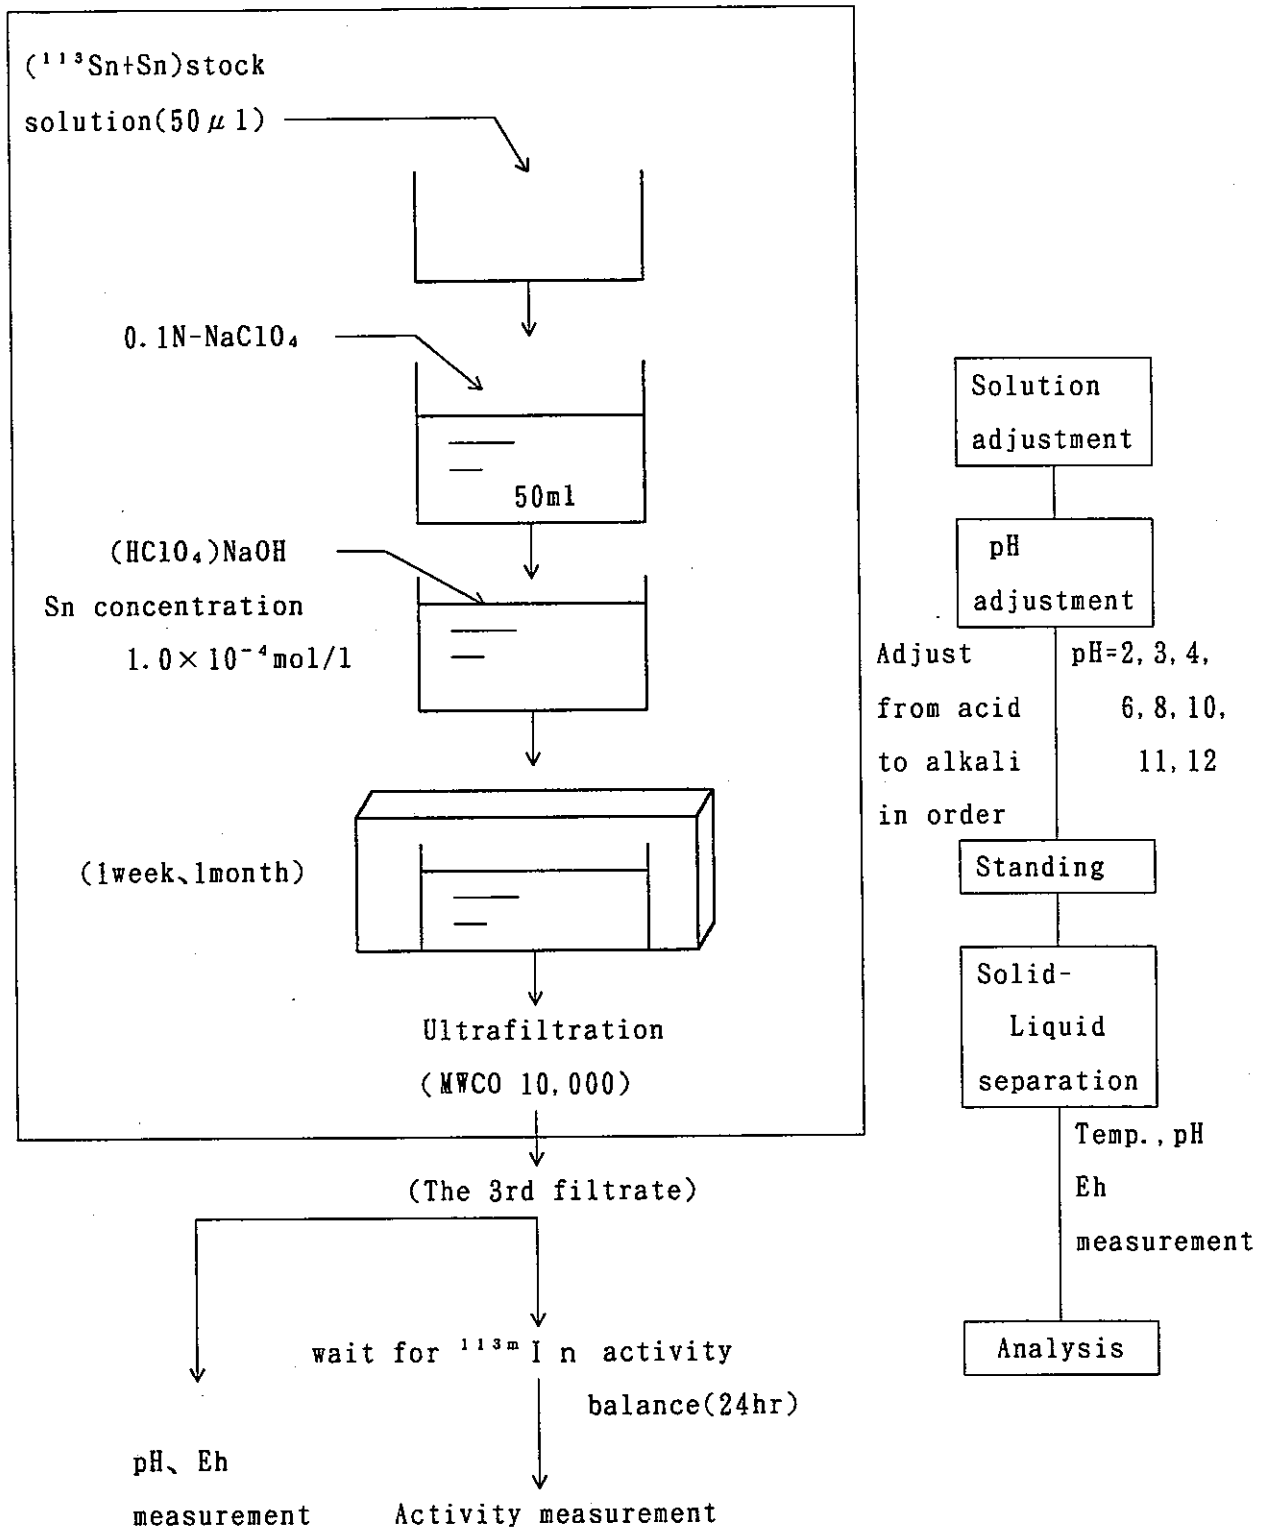 (¹¹³Sn+Sn)stock
solution(50μl)
0.1N-NaClO₄
50ml
(HClO₄)NaOH
Sn concentration
1.0×10⁻⁴mol/l
(1week、1month)
Ultrafiltration
(MWCO 10,000)
(The 3rd filtrate)
wait for ¹¹³ᵐIn activity
balance(24hr)
pH、Eh
measurement
Activity measurement
Solution
adjustment
pH
adjustment
Adjust
from acid
to alkali
in order
pH=2,3,4,
6,8,10,
11,12
Standing
Solid-
Liquid
separation
Temp.,pH
Eh
measurement
Analysis